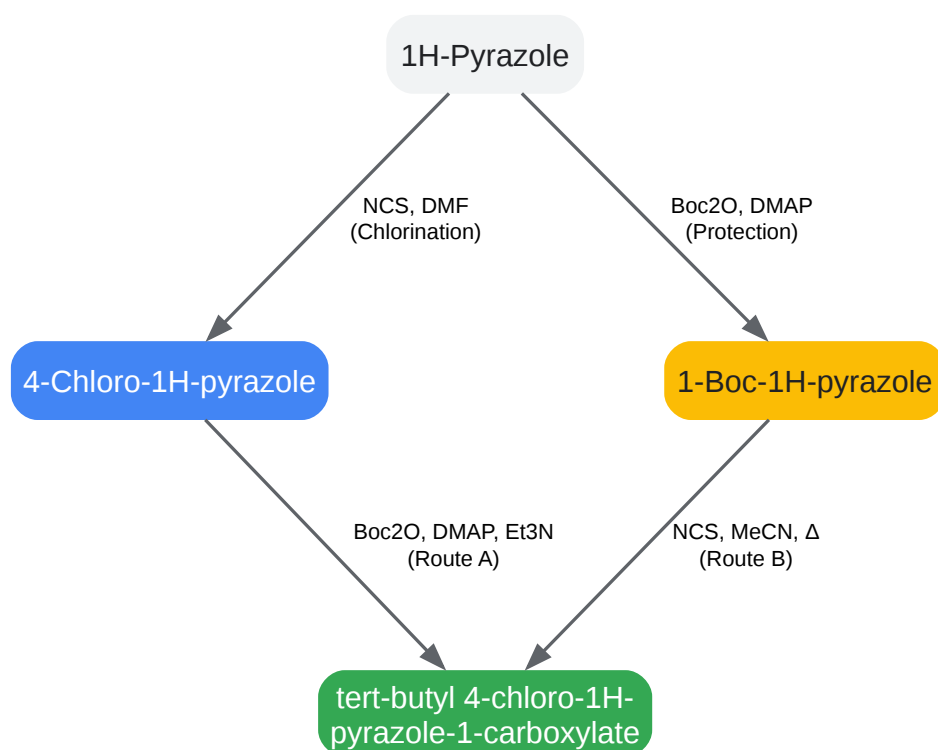 1H-Pyrazole
NCS, DMF
(Chlorination)
Boc2O, DMAP
(Protection)
4-Chloro-1H-pyrazole
1-Boc-1H-pyrazole
Boc2O, DMAP, Et3N
(Route A)
NCS, MeCN, Δ
(Route B)
tert-butyl 4-chloro-1H-
pyrazole-1-carboxylate